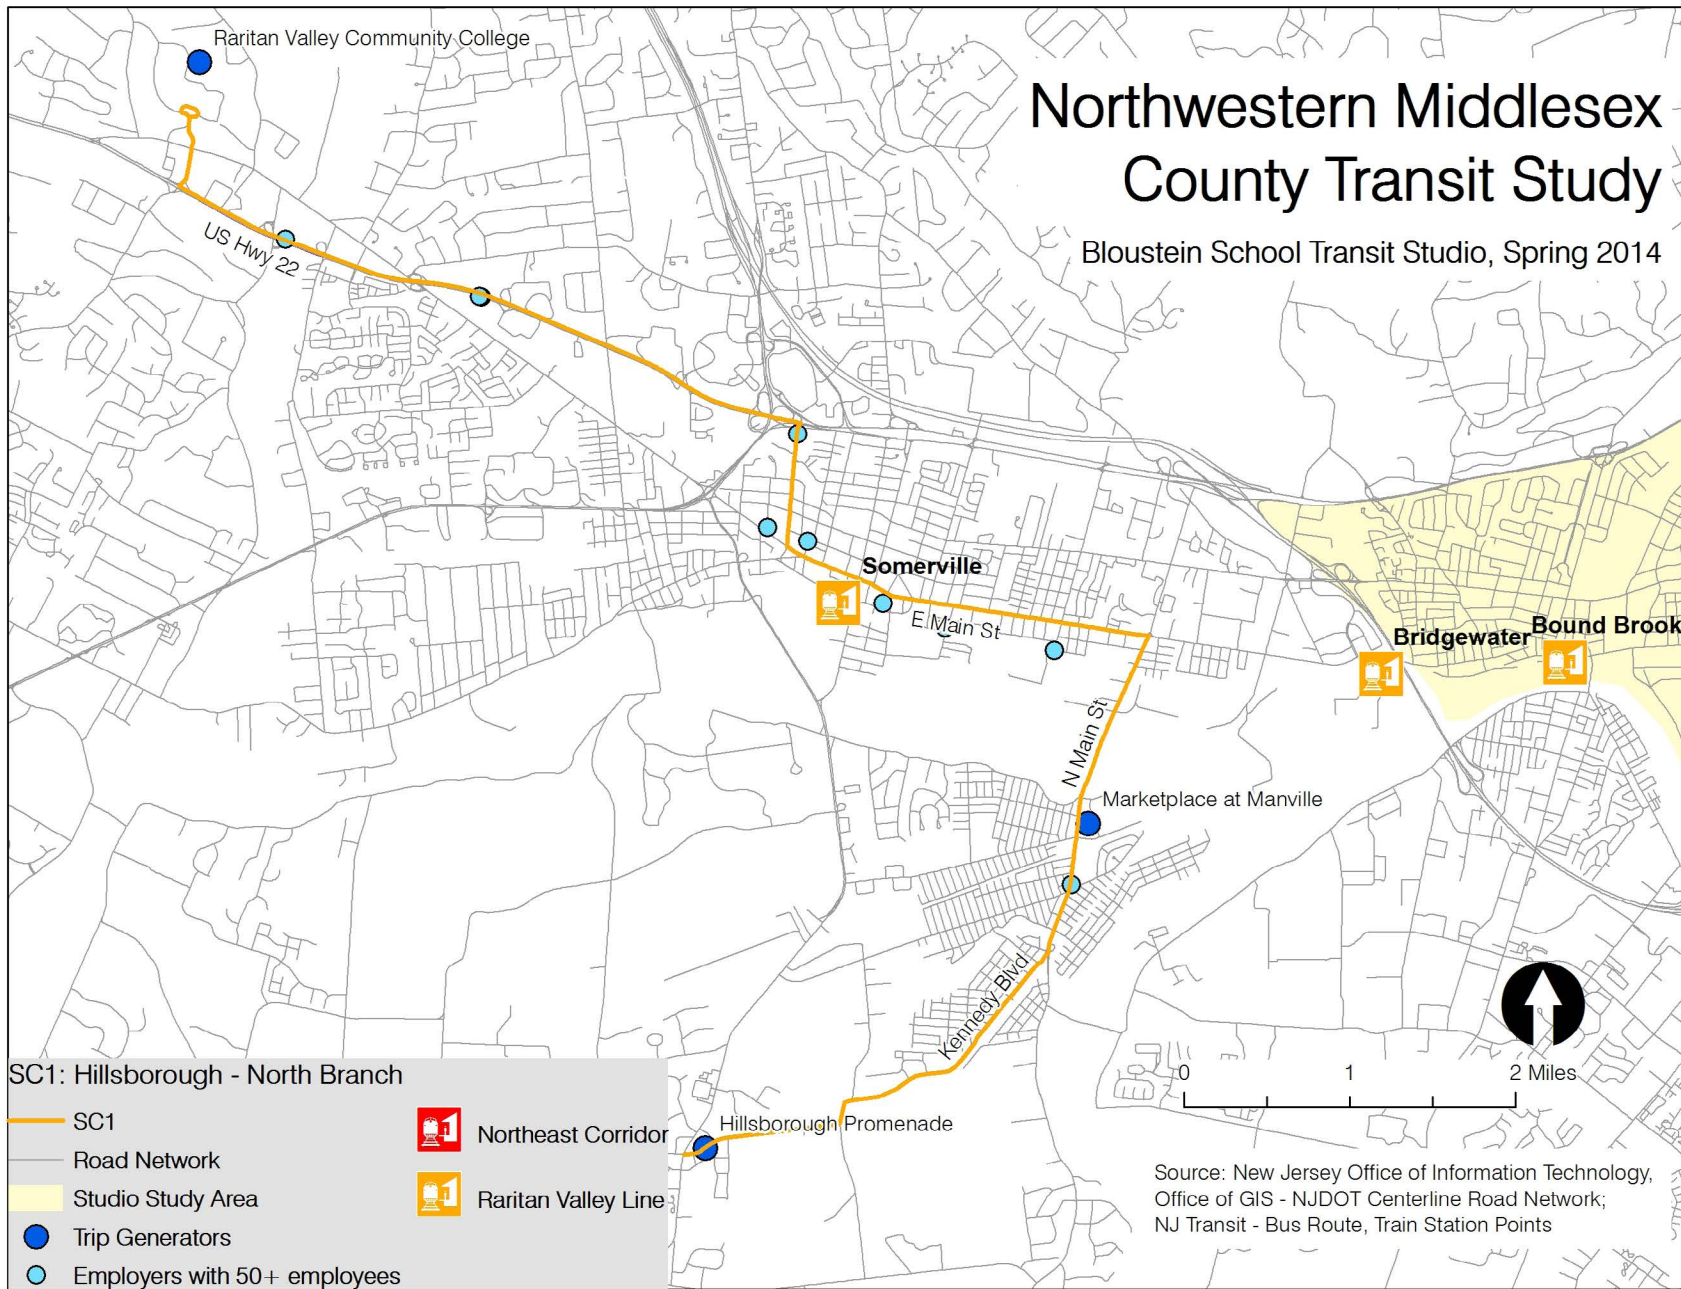 Raritan Valley Community College
Northwestern Middlesex
County Transit Study
Bloustein School Transit Studio, Spring 2014
US Hwy 22
Somerville
E Main St
Bridgewater
Bound Brook
N Main St
Marketplace at Manville
Kennedy Blvd
Hillsborough Promenade
0 1 2 Miles
SC1: Hillsborough - North Branch
SC1
Road Network
Studio Study Area
Trip Generators
Employers with 50+ employees
Northeast Corridor
Raritan Valley Line
Source: New Jersey Office of Information Technology,
Office of GIS - NJDOT Centerline Road Network;
NJ Transit - Bus Route, Train Station Points